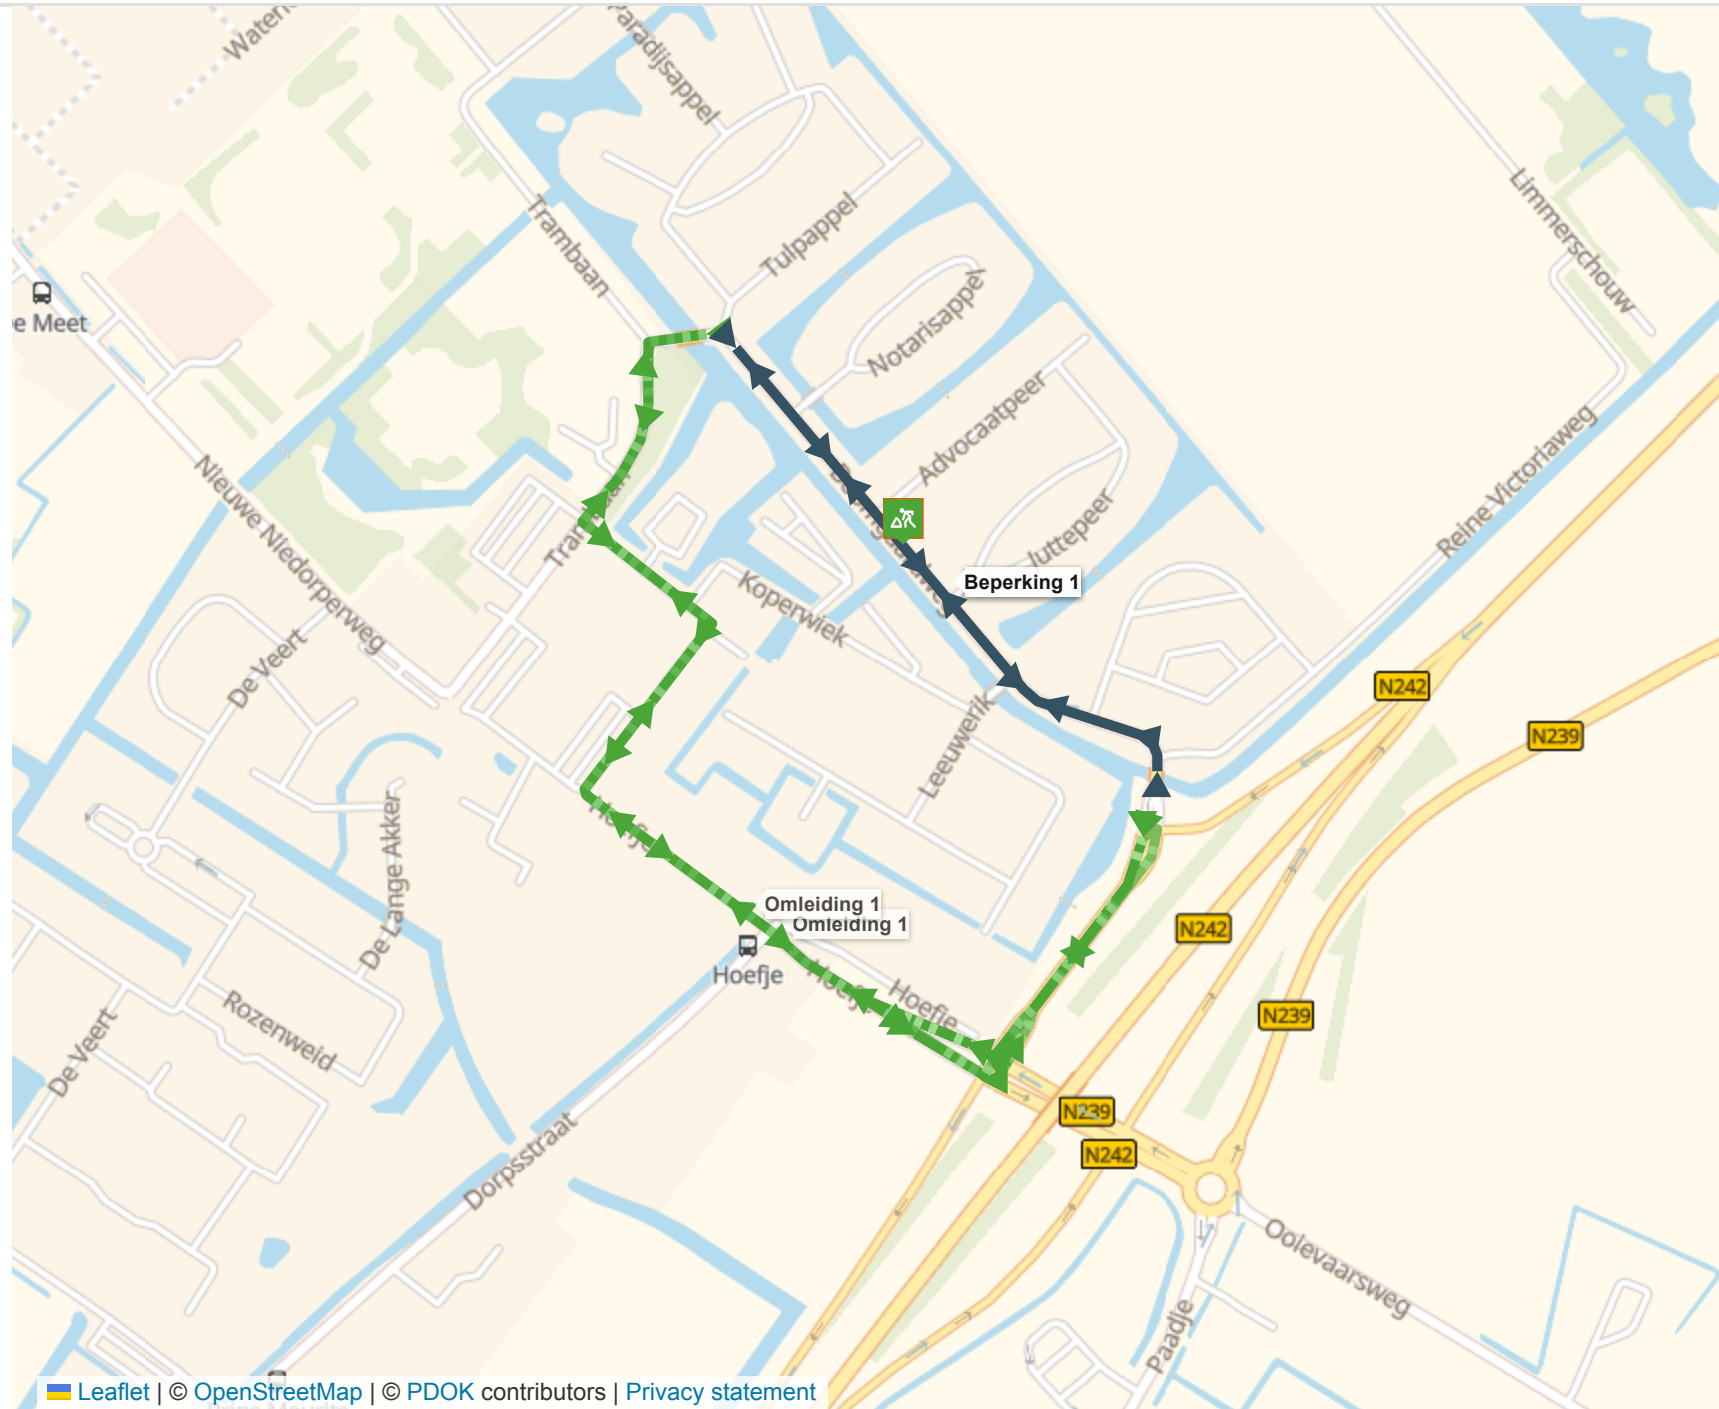 Paradijsappel
Trambaan
Tulpappel
Limmerschouw
Notarisappel
e Meet
Advocaatpeer
Reine Victoriaweg
Nieuwe Niedorperweg
Juttepeer
Beperking 1
Koperwiek
De Veert
N242
N239
Leeuwerik
Hoefje
De Lange Akker
Omleiding 1
Omleiding 1
N242
Hoefje
Hoefje
N239
Rozenweid
De Veert
N239
N242
Dorpsstraat
Oolevaarsweg
Paadje
Leaflet | © OpenStreetMap | © PDOK contributors | Privacy statement